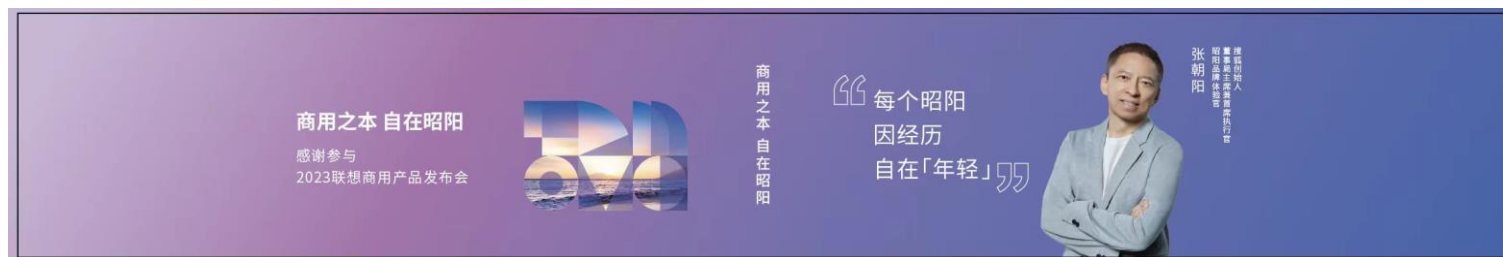 商用之本 自在昭阳
感谢参与
2023联想商用产品发布会
商用之本 自在昭阳
“每个昭阳
因经历
自在「年轻」”
张朝阳
搜狐创始人
董事局主席兼首席执行官
昭阳品牌体验官